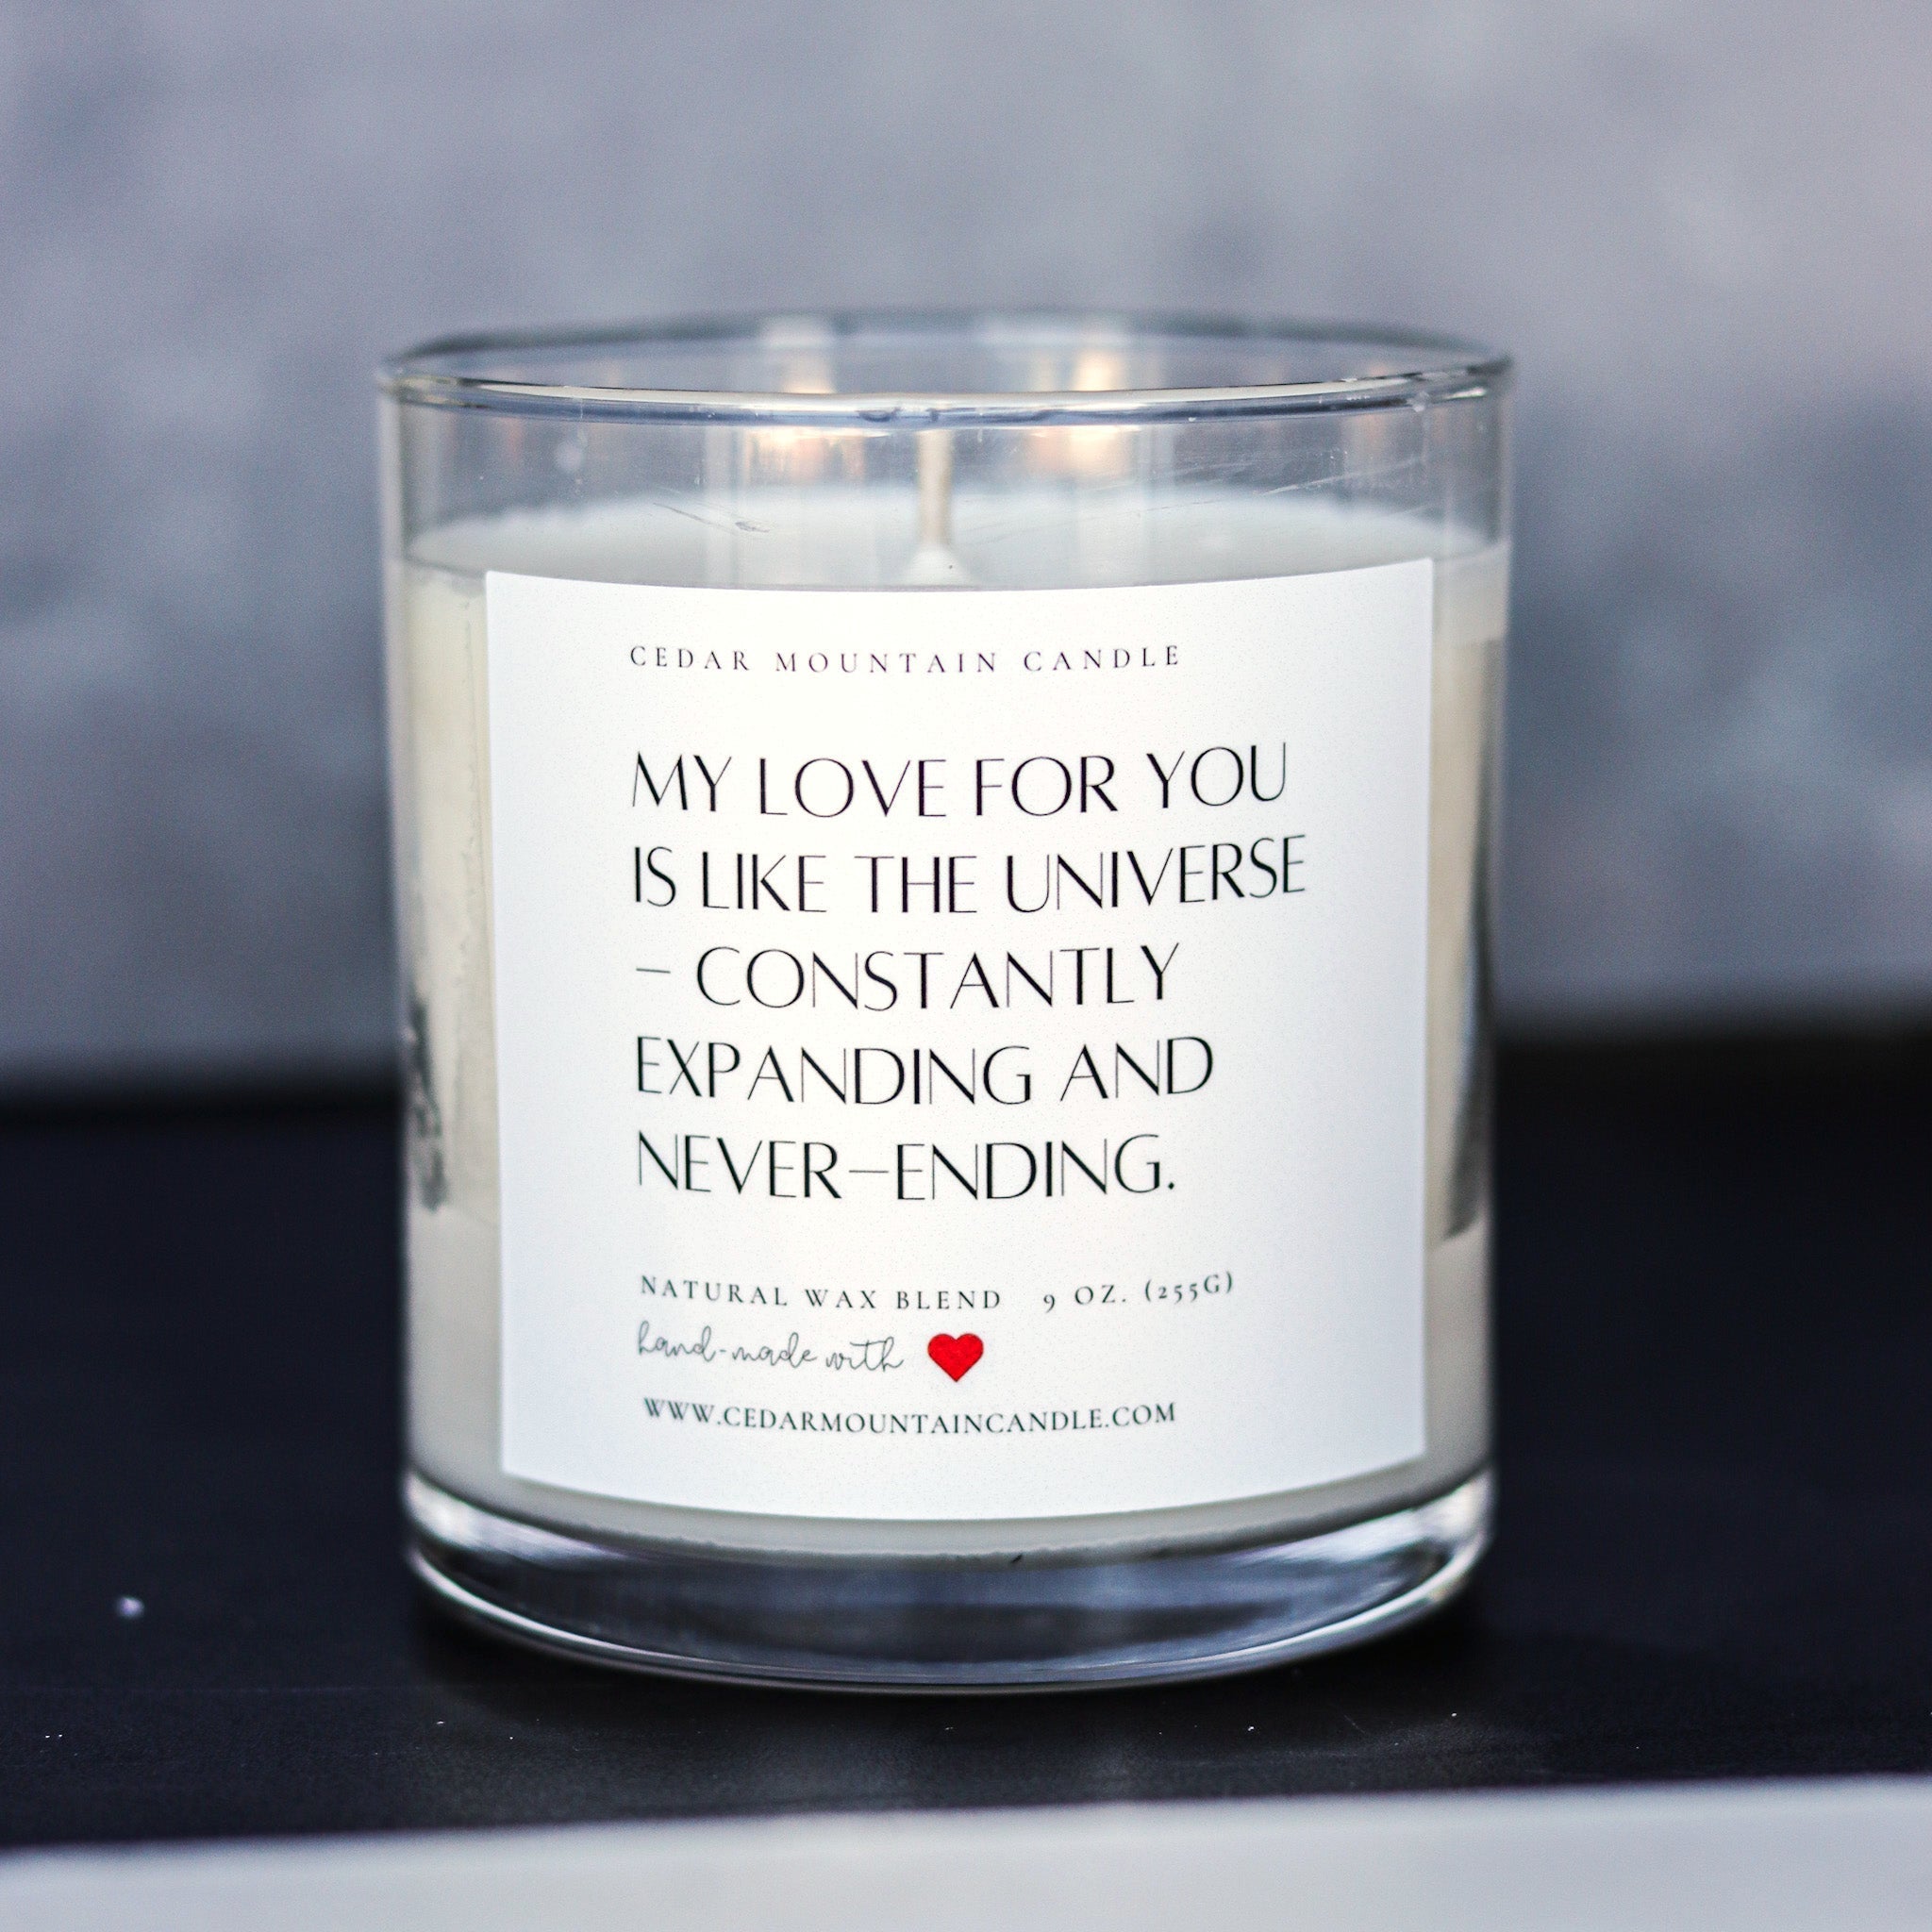 CEDAR MOUNTAIN CANDLE
MY LOVE FOR YOU
IS LIKE THE UNIVERSE
– CONSTANTLY
EXPANDING AND
NEVER–ENDING.
NATURAL WAX BLEND 9 OZ. (255G)
hand-made with ❤
WWW.CEDARMOUNTAINCANDLE.COM